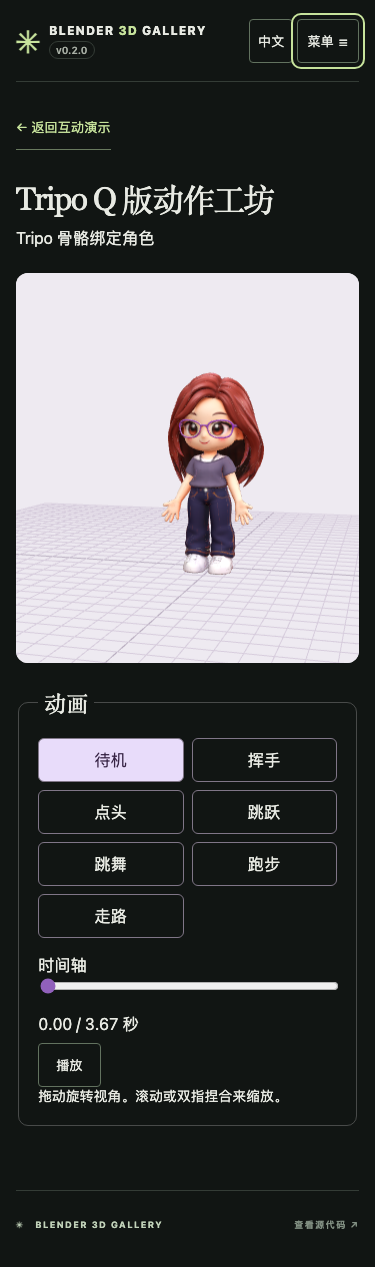 BLENDER 3D GALLERY
v0.2.0
中文
菜单 ≡
← 返回互动演示
Tripo Q 版动作工坊
Tripo 骨骼绑定角色
动画
待机
挥手
点头
跳跃
跳舞
跑步
走路
时间轴
0.00 / 3.67 秒
播放
拖动旋转视角。滚动或双指捏合来缩放。
✳ BLENDER 3D GALLERY
查看源代码 ↗